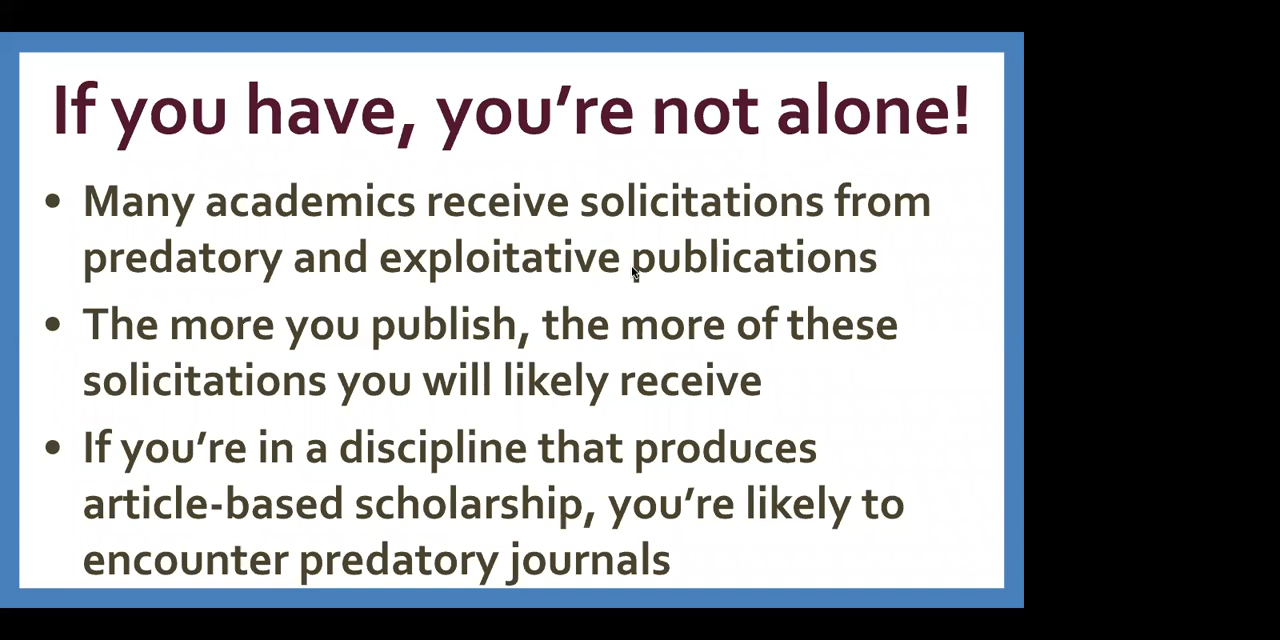 If you have, you’re not alone!
• Many academics receive solicitations from
predatory and exploitative publications
• The more you publish, the more of these
solicitations you will likely receive
• If you’re in a discipline that produces
article-based scholarship, you’re likely to
encounter predatory journals